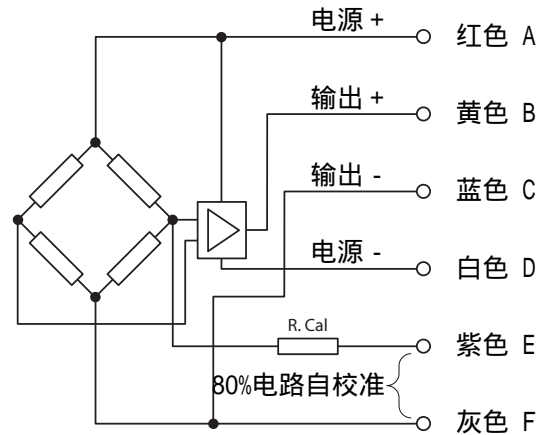 电源 + 红色 A
输出 + 黄色 B
输出 - 蓝色 C
电源 - 白色 D
R. Cal 紫色 E
80%电路自校准
灰色 F